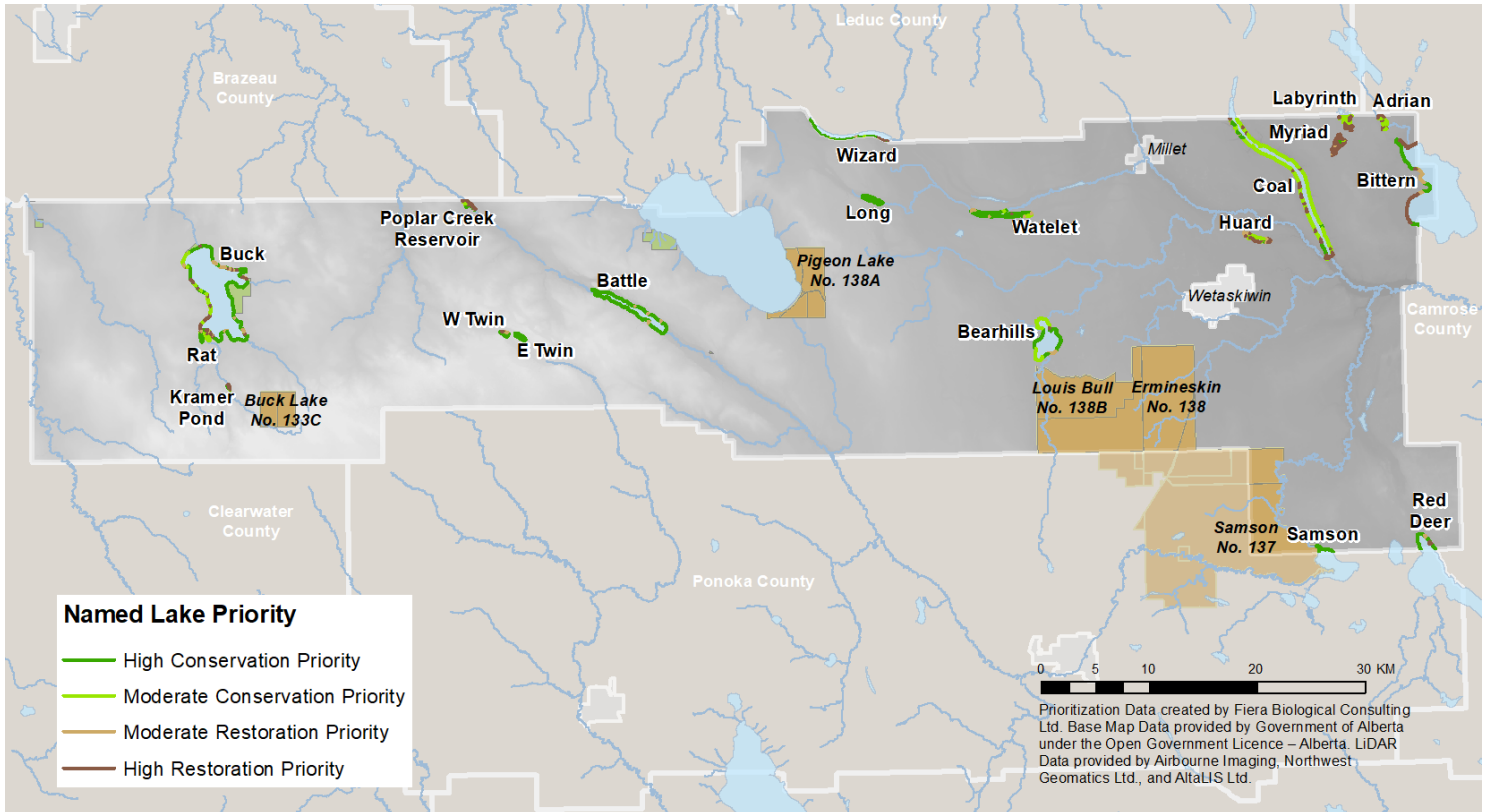 Leduc County
Brazeau
County
Labyrinth
Adrian
Myriad
Millet
Wizard
Coal
Bittern
Long
Poplar Creek
Reservoir
Watelet
Huard
Buck
Pigeon Lake
No. 138A
Battle
Wetaskiwin
Camrose
County
W Twin
E Twin
Bearhills
Rat
Kramer
Pond
Buck Lake
No. 133C
Louis Bull
No. 138B
Ermineskin
No. 138
Clearwater
County
Red
Deer
Samson
No. 137
Samson
Ponoka County
Named Lake Priority
High Conservation Priority
Moderate Conservation Priority
Moderate Restoration Priority
High Restoration Priority
0 5 10 20 30 KM
Prioritization Data created by Fiera Biological Consulting
Ltd. Base Map Data provided by Government of Alberta
under the Open Government Licence – Alberta. LiDAR
Data provided by Airbourne Imaging, Northwest
Geomatics Ltd., and AltaLIS Ltd.